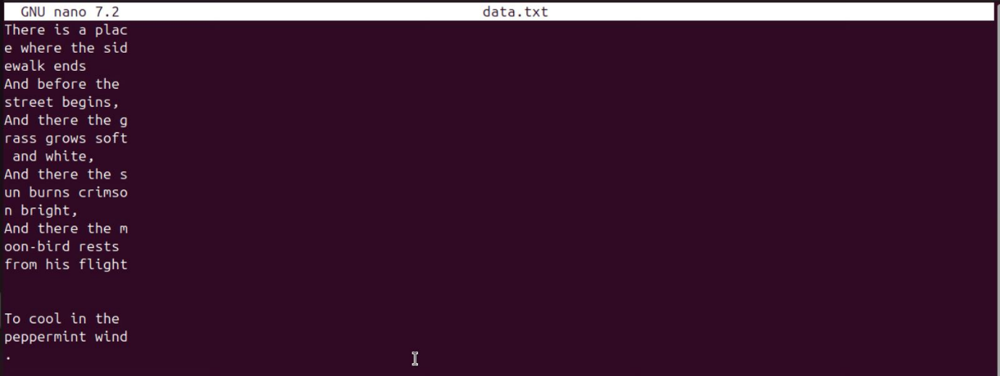 GNU nano 7.2 data.txt
There is a plac
e where the sid
ewalk ends
And before the
street begins,
And there the g
rass grows soft
 and white,
And there the s
un burns crimso
n bright,
And there the m
oon-bird rests
from his flight
To cool in the
peppermint wind
.